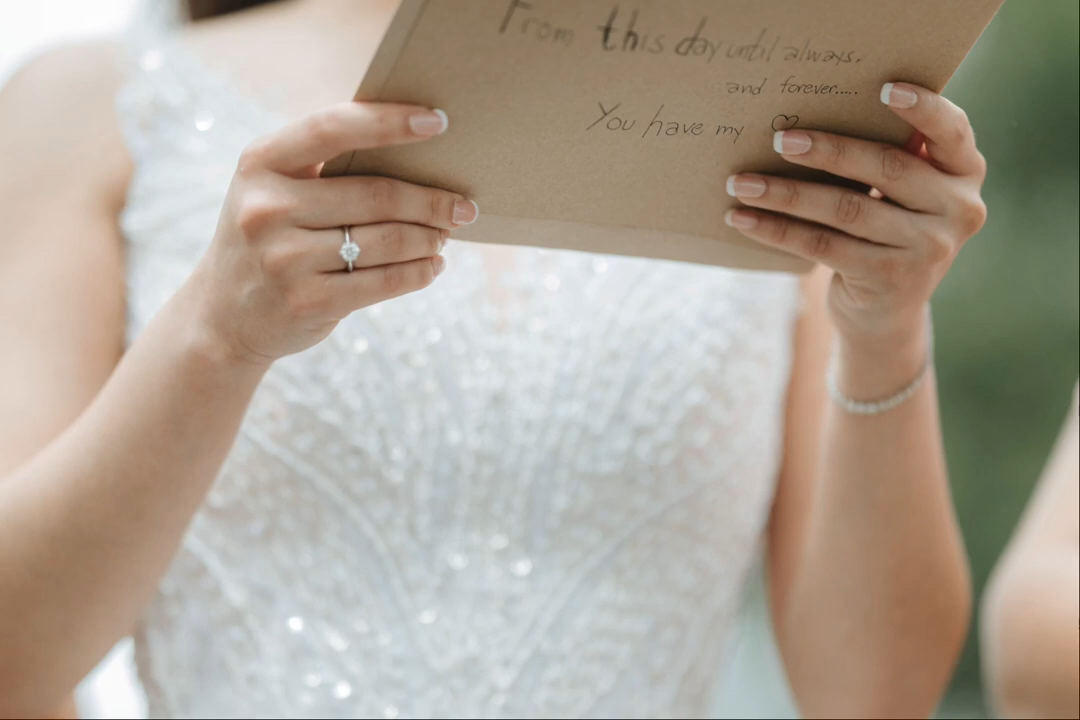 From this day until always.
and forever.....
You have my ♡